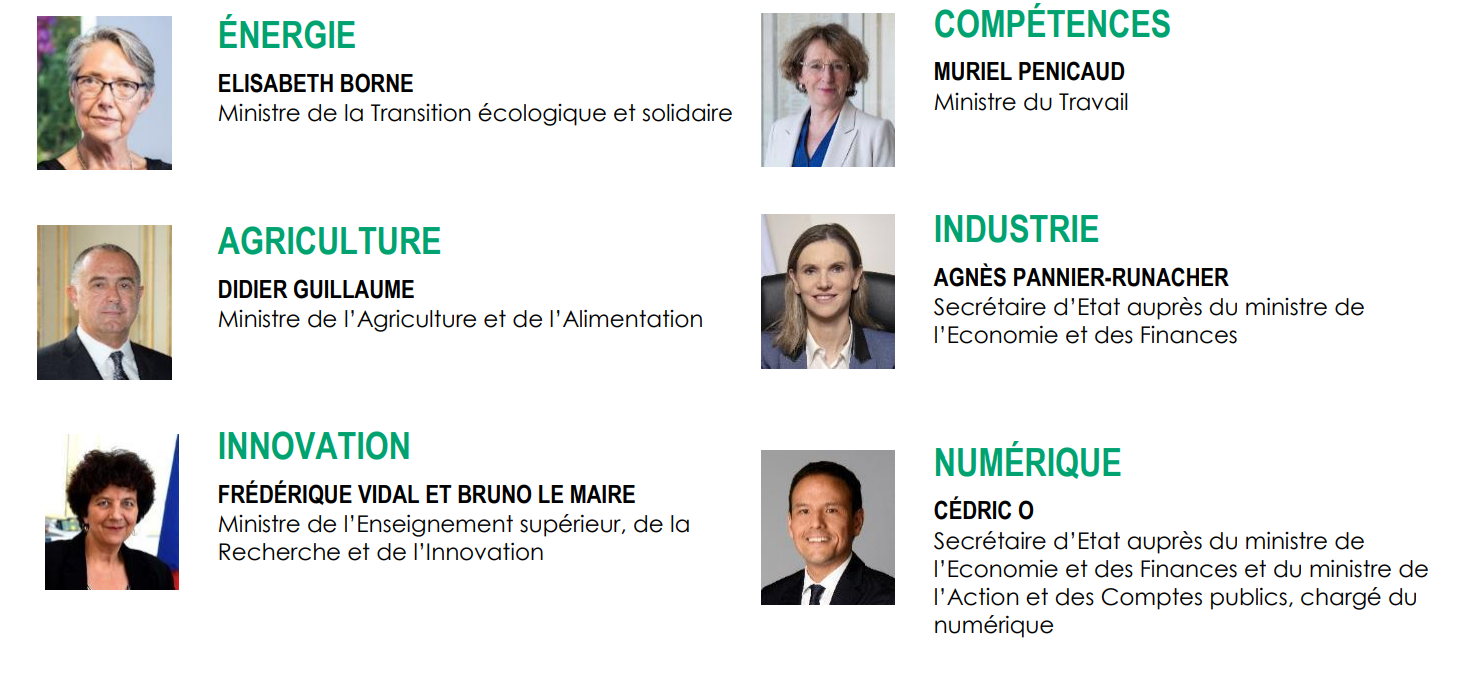 ÉNERGIE
ELISABETH BORNE
Ministre de la Transition écologique et solidaire
COMPÉTENCES
MURIEL PENICAUD
Ministre du Travail
AGRICULTURE
DIDIER GUILLAUME
Ministre de l’Agriculture et de l’Alimentation
INDUSTRIE
AGNÈS PANNIER-RUNACHER
Secrétaire d’Etat auprès du ministre de
l’Economie et des Finances
INNOVATION
FRÉDÉRIQUE VIDAL ET BRUNO LE MAIRE
Ministre de l’Enseignement supérieur, de la
Recherche et de l’Innovation
NUMÉRIQUE
CÉDRIC O
Secrétaire d’Etat auprès du ministre de
l’Economie et des Finances et du ministre de
l’Action et des Comptes publics, chargé du
numérique